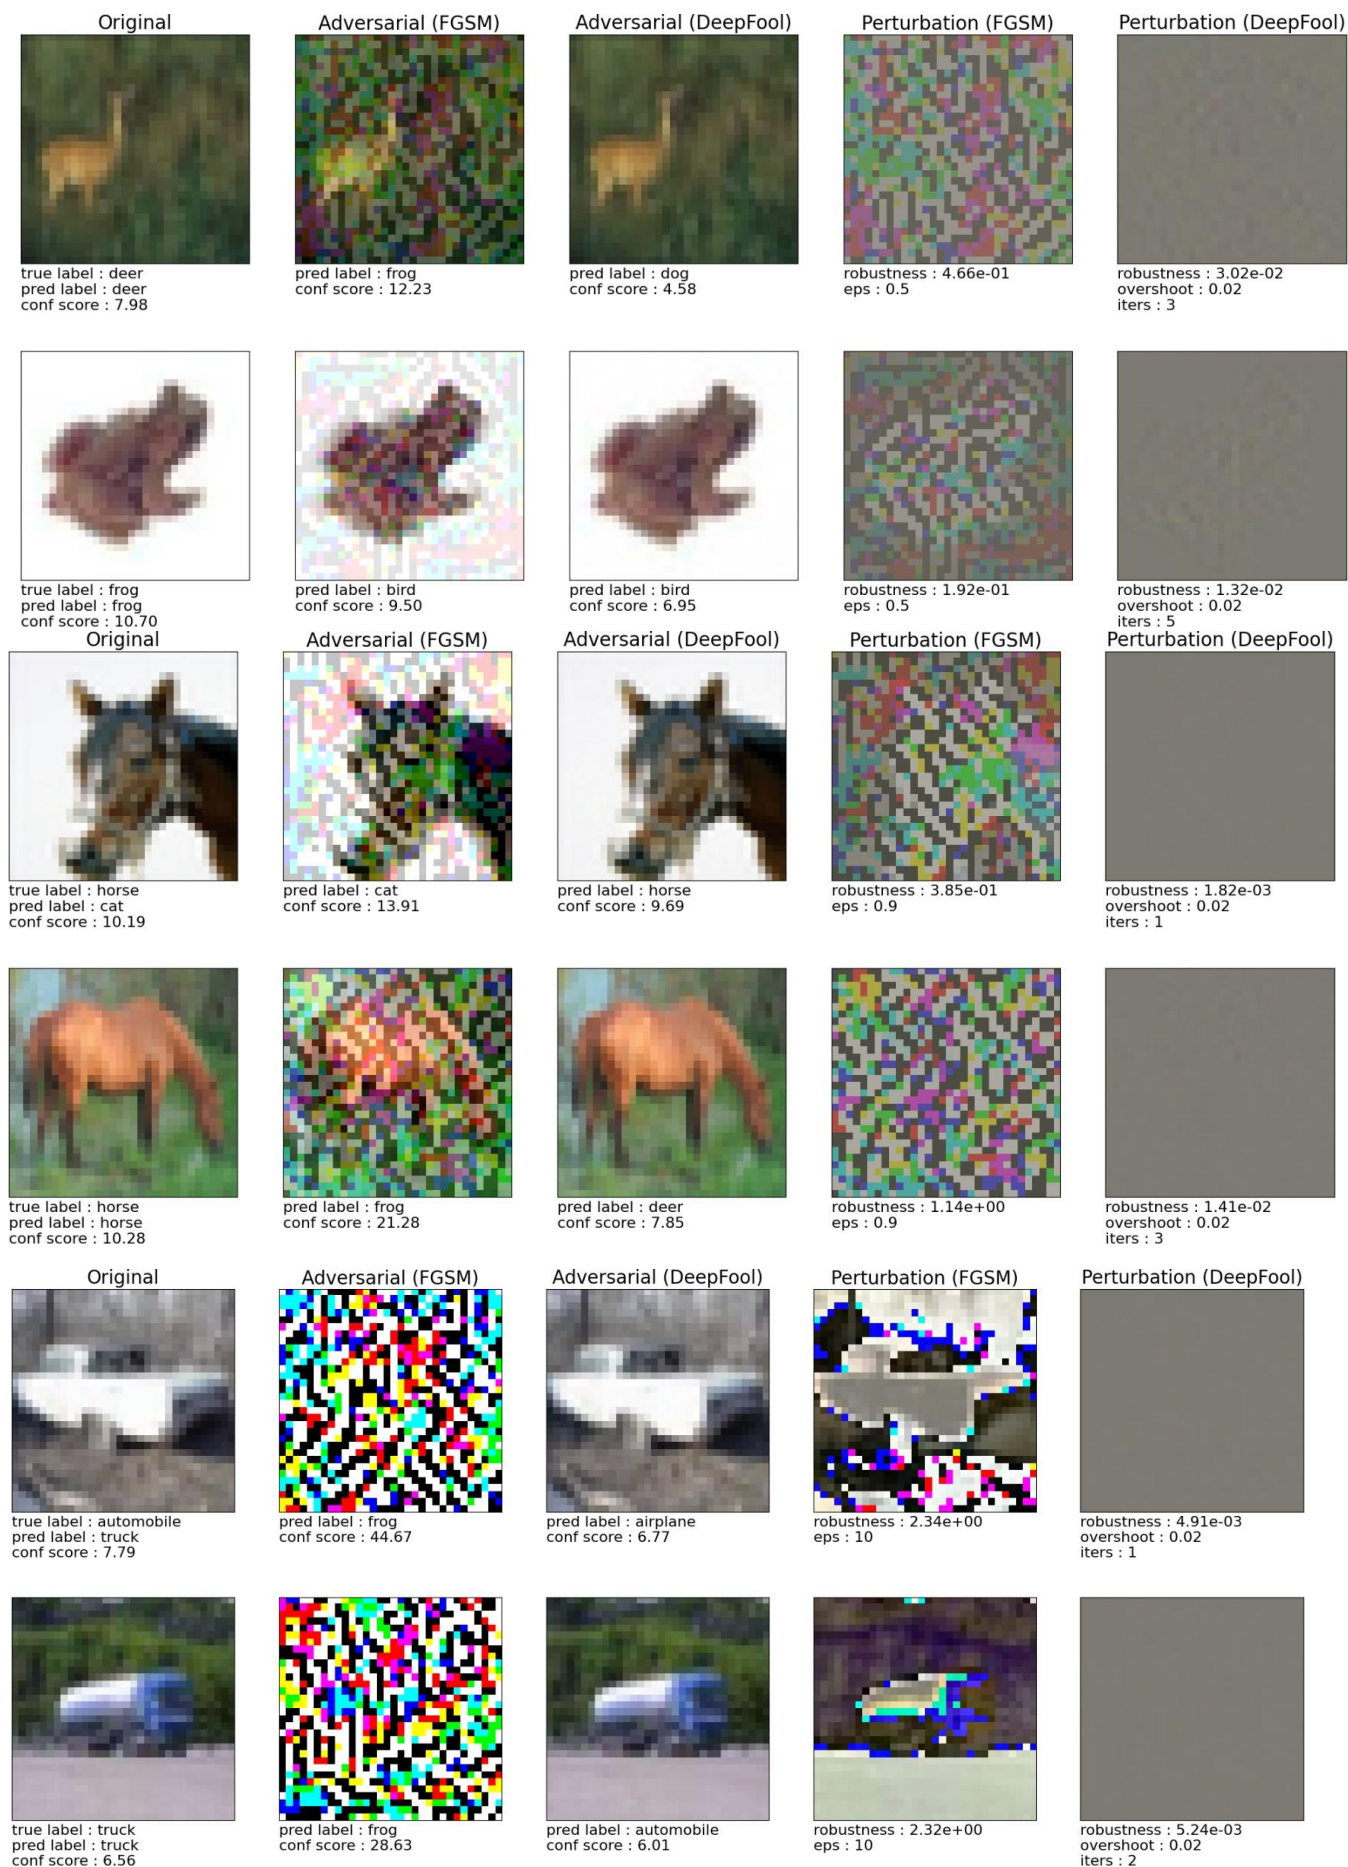 Original
Adversarial (FGSM)
Adversarial (DeepFool)
Perturbation (FGSM)
Perturbation (DeepFool)
true label : deer
pred label : deer
conf score : 7.98
pred label : frog
conf score : 12.23
pred label : dog
conf score : 4.58
robustness : 4.66e-01
eps : 0.5
robustness : 3.02e-02
overshoot : 0.02
iters : 3
true label : frog
pred label : frog
conf score : 10.70
pred label : bird
conf score : 9.50
pred label : bird
conf score : 6.95
robustness : 1.92e-01
eps : 0.5
robustness : 1.32e-02
overshoot : 0.02
iters : 5
Original
Adversarial (FGSM)
Adversarial (DeepFool)
Perturbation (FGSM)
Perturbation (DeepFool)
true label : horse
pred label : cat
conf score : 10.19
pred label : cat
conf score : 13.91
pred label : horse
conf score : 9.69
robustness : 3.85e-01
eps : 0.9
robustness : 1.82e-03
overshoot : 0.02
iters : 1
true label : horse
pred label : horse
conf score : 10.28
pred label : frog
conf score : 21.28
pred label : deer
conf score : 7.85
robustness : 1.14e+00
eps : 0.9
robustness : 1.41e-02
overshoot : 0.02
iters : 3
Original
Adversarial (FGSM)
Adversarial (DeepFool)
Perturbation (FGSM)
Perturbation (DeepFool)
true label : automobile
pred label : truck
conf score : 7.79
pred label : frog
conf score : 44.67
pred label : airplane
conf score : 6.77
robustness : 2.34e+00
eps : 10
robustness : 4.91e-03
overshoot : 0.02
iters : 1
true label : truck
pred label : truck
conf score : 6.56
pred label : frog
conf score : 28.63
pred label : automobile
conf score : 6.01
robustness : 2.32e+00
eps : 10
robustness : 5.24e-03
overshoot : 0.02
iters : 2